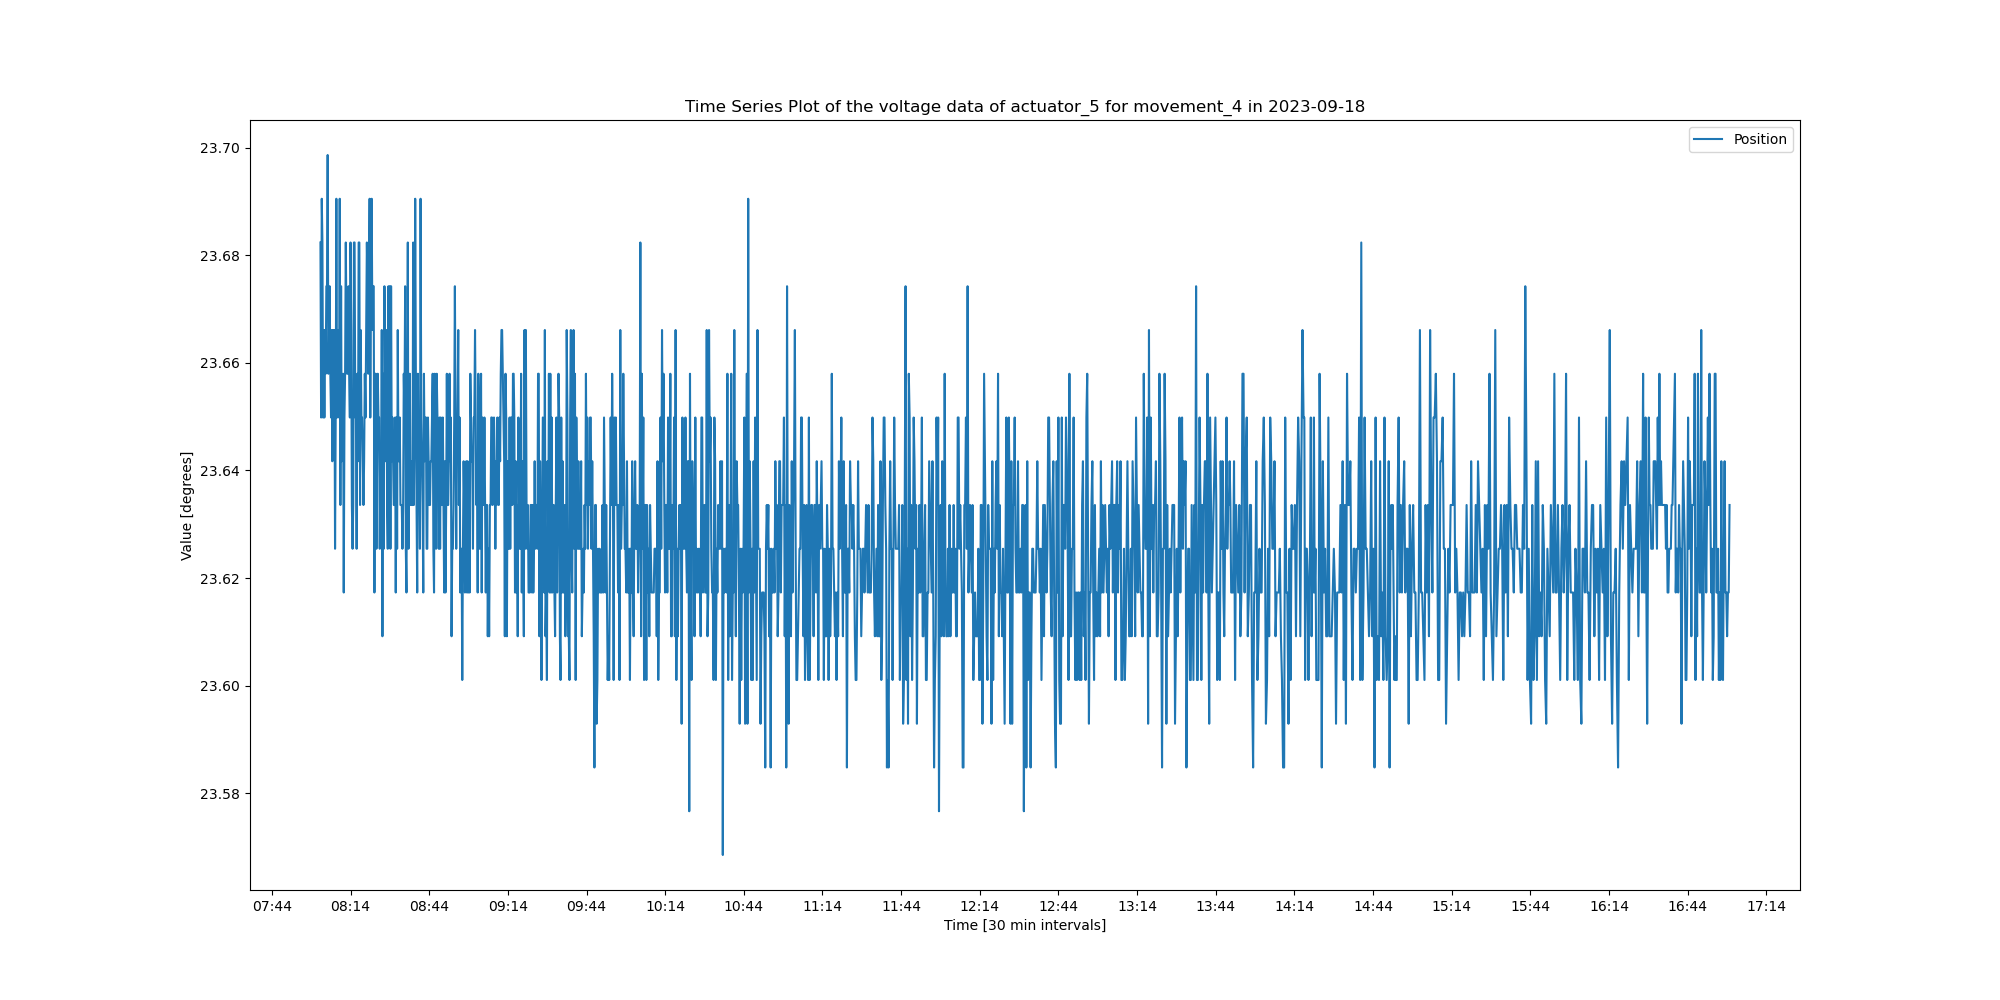 Time Series Plot of the voltage data of actuator_5 for movement_4 in 2023-09-18
Position
23.70
23.68
23.66
23.64
23.62
23.60
23.58
Value [degrees]
07:44 08:14 08:44 09:14 09:44 10:14 10:44 11:14 11:44 12:14 12:44 13:14 13:44 14:14 14:44 15:14 15:44 16:14 16:44 17:14
Time [30 min intervals]